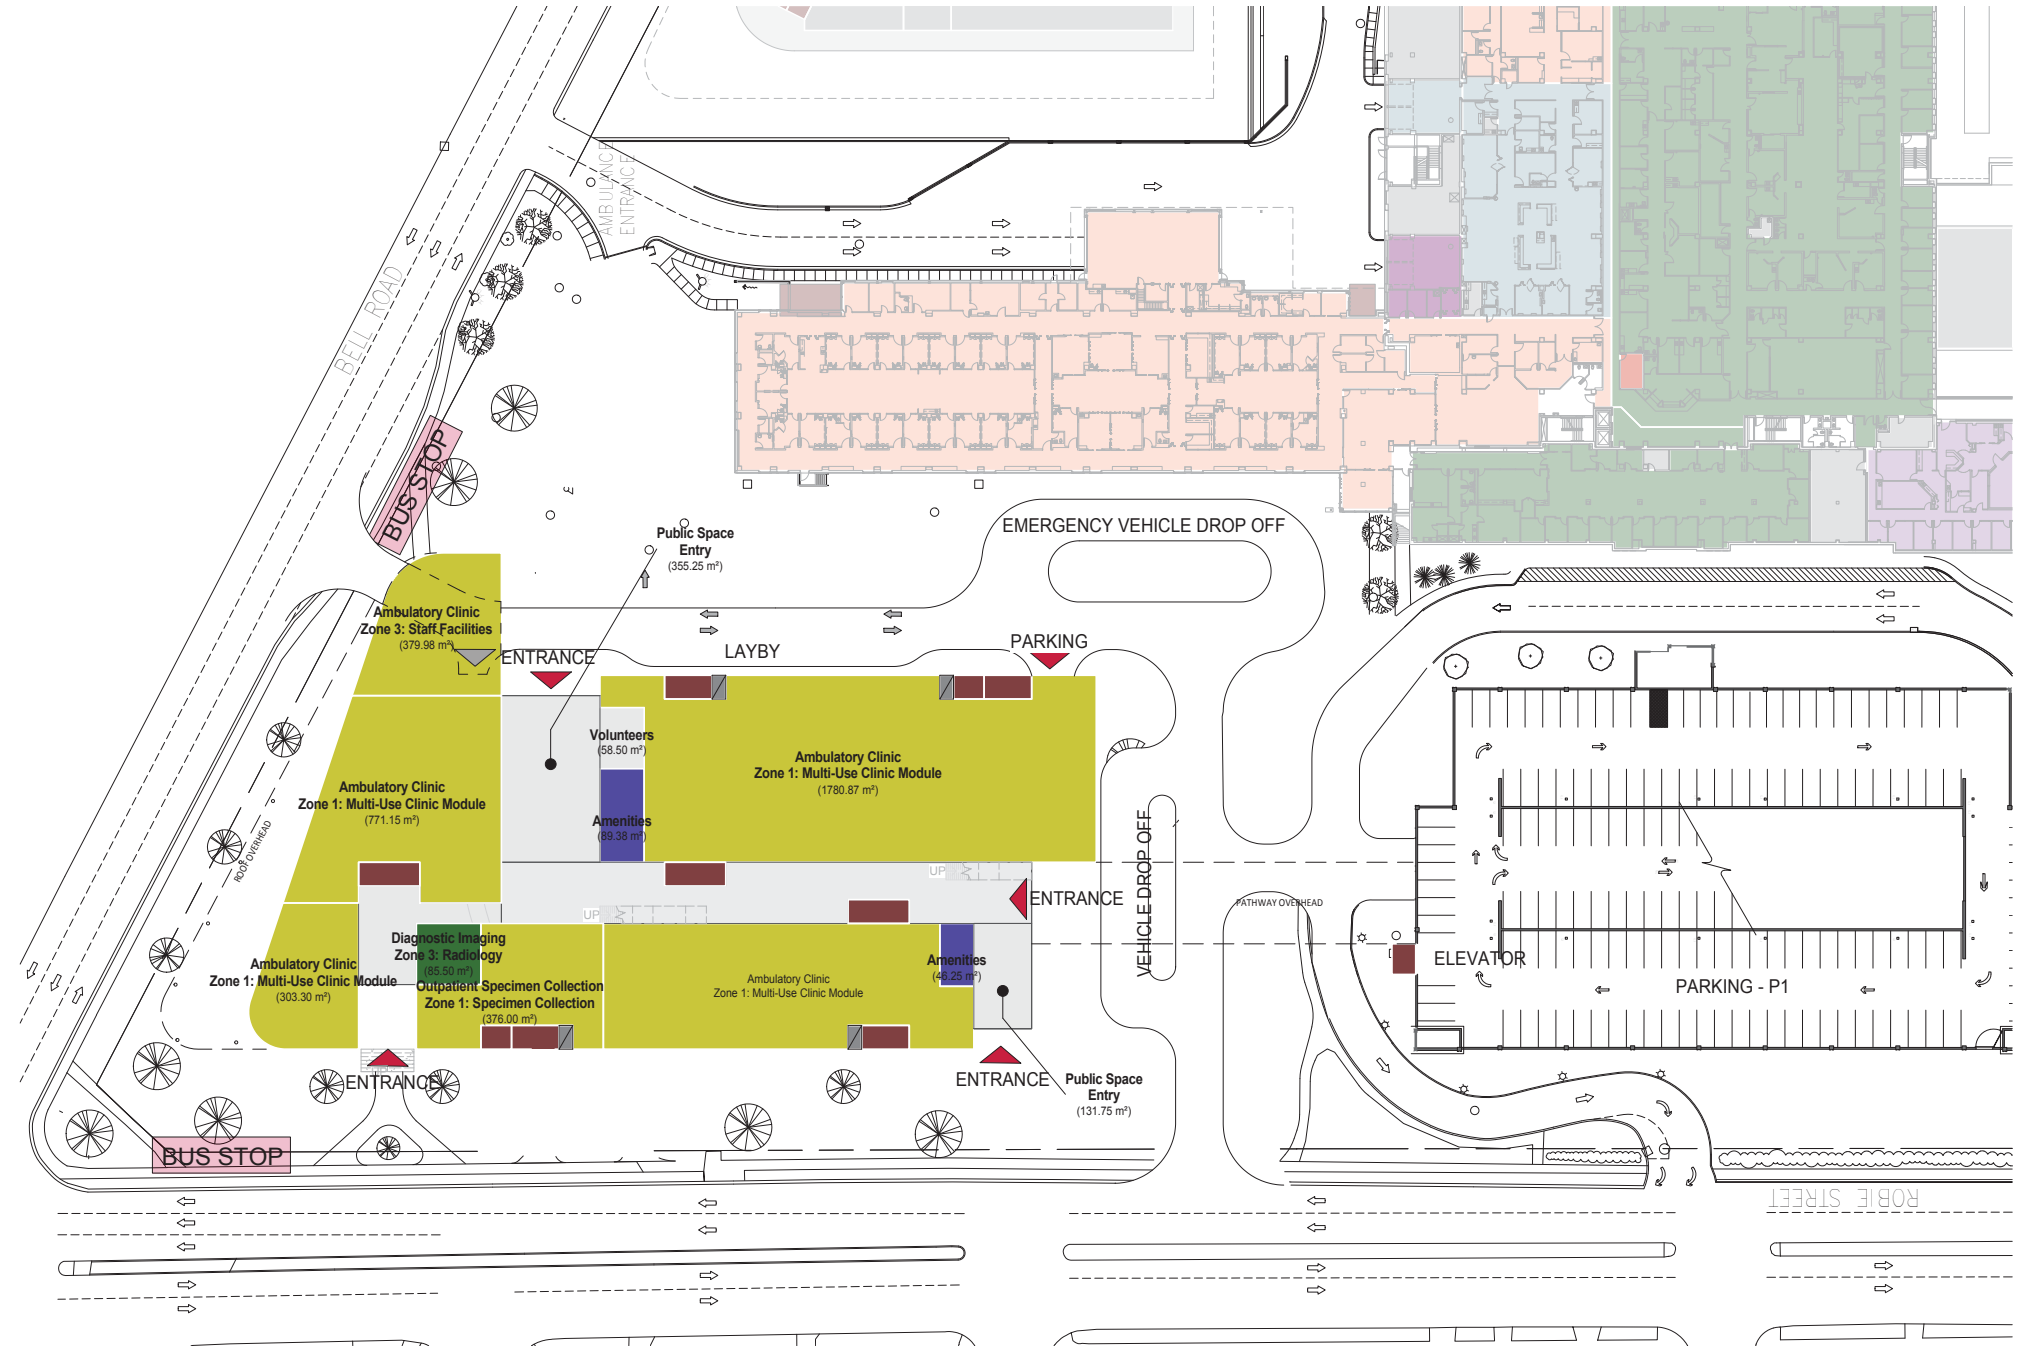 AMBULANCE
ENTRANCE
BELL ROAD
BUS STOP
EMERGENCY VEHICLE DROP OFF
Public Space
Entry
(355.25 m²)
Ambulatory Clinic
Zone 3: Staff Facilities
(379.98 m²)
ENTRANCE
LAYBY
PARKING
Volunteers
(58.50 m²)
Ambulatory Clinic
Zone 1: Multi-Use Clinic Module
(1780.87 m²)
Ambulatory Clinic
Zone 1: Multi-Use Clinic Module
(771.15 m²)
Amenities
(89.38 m²)
ROOF OVERHEAD
VEHICLE DROP OFF
UP
ENTRANCE
UP
PATHWAY OVERHEAD
Diagnostic Imaging
Zone 3: Radiology
(85.50 m²)
Ambulatory Clinic
Zone 1: Multi-Use Clinic Module
(303.30 m²)
Outpatient Specimen Collection
Zone 1: Specimen Collection
(376.00 m²)
Ambulatory Clinic
Zone 1: Multi-Use Clinic Module
Amenities
(46.25 m²)
ELEVATOR
PARKING - P1
ENTRANCE
ENTRANCE
Public Space
Entry
(131.75 m²)
BUS STOP
ROBIE STREET